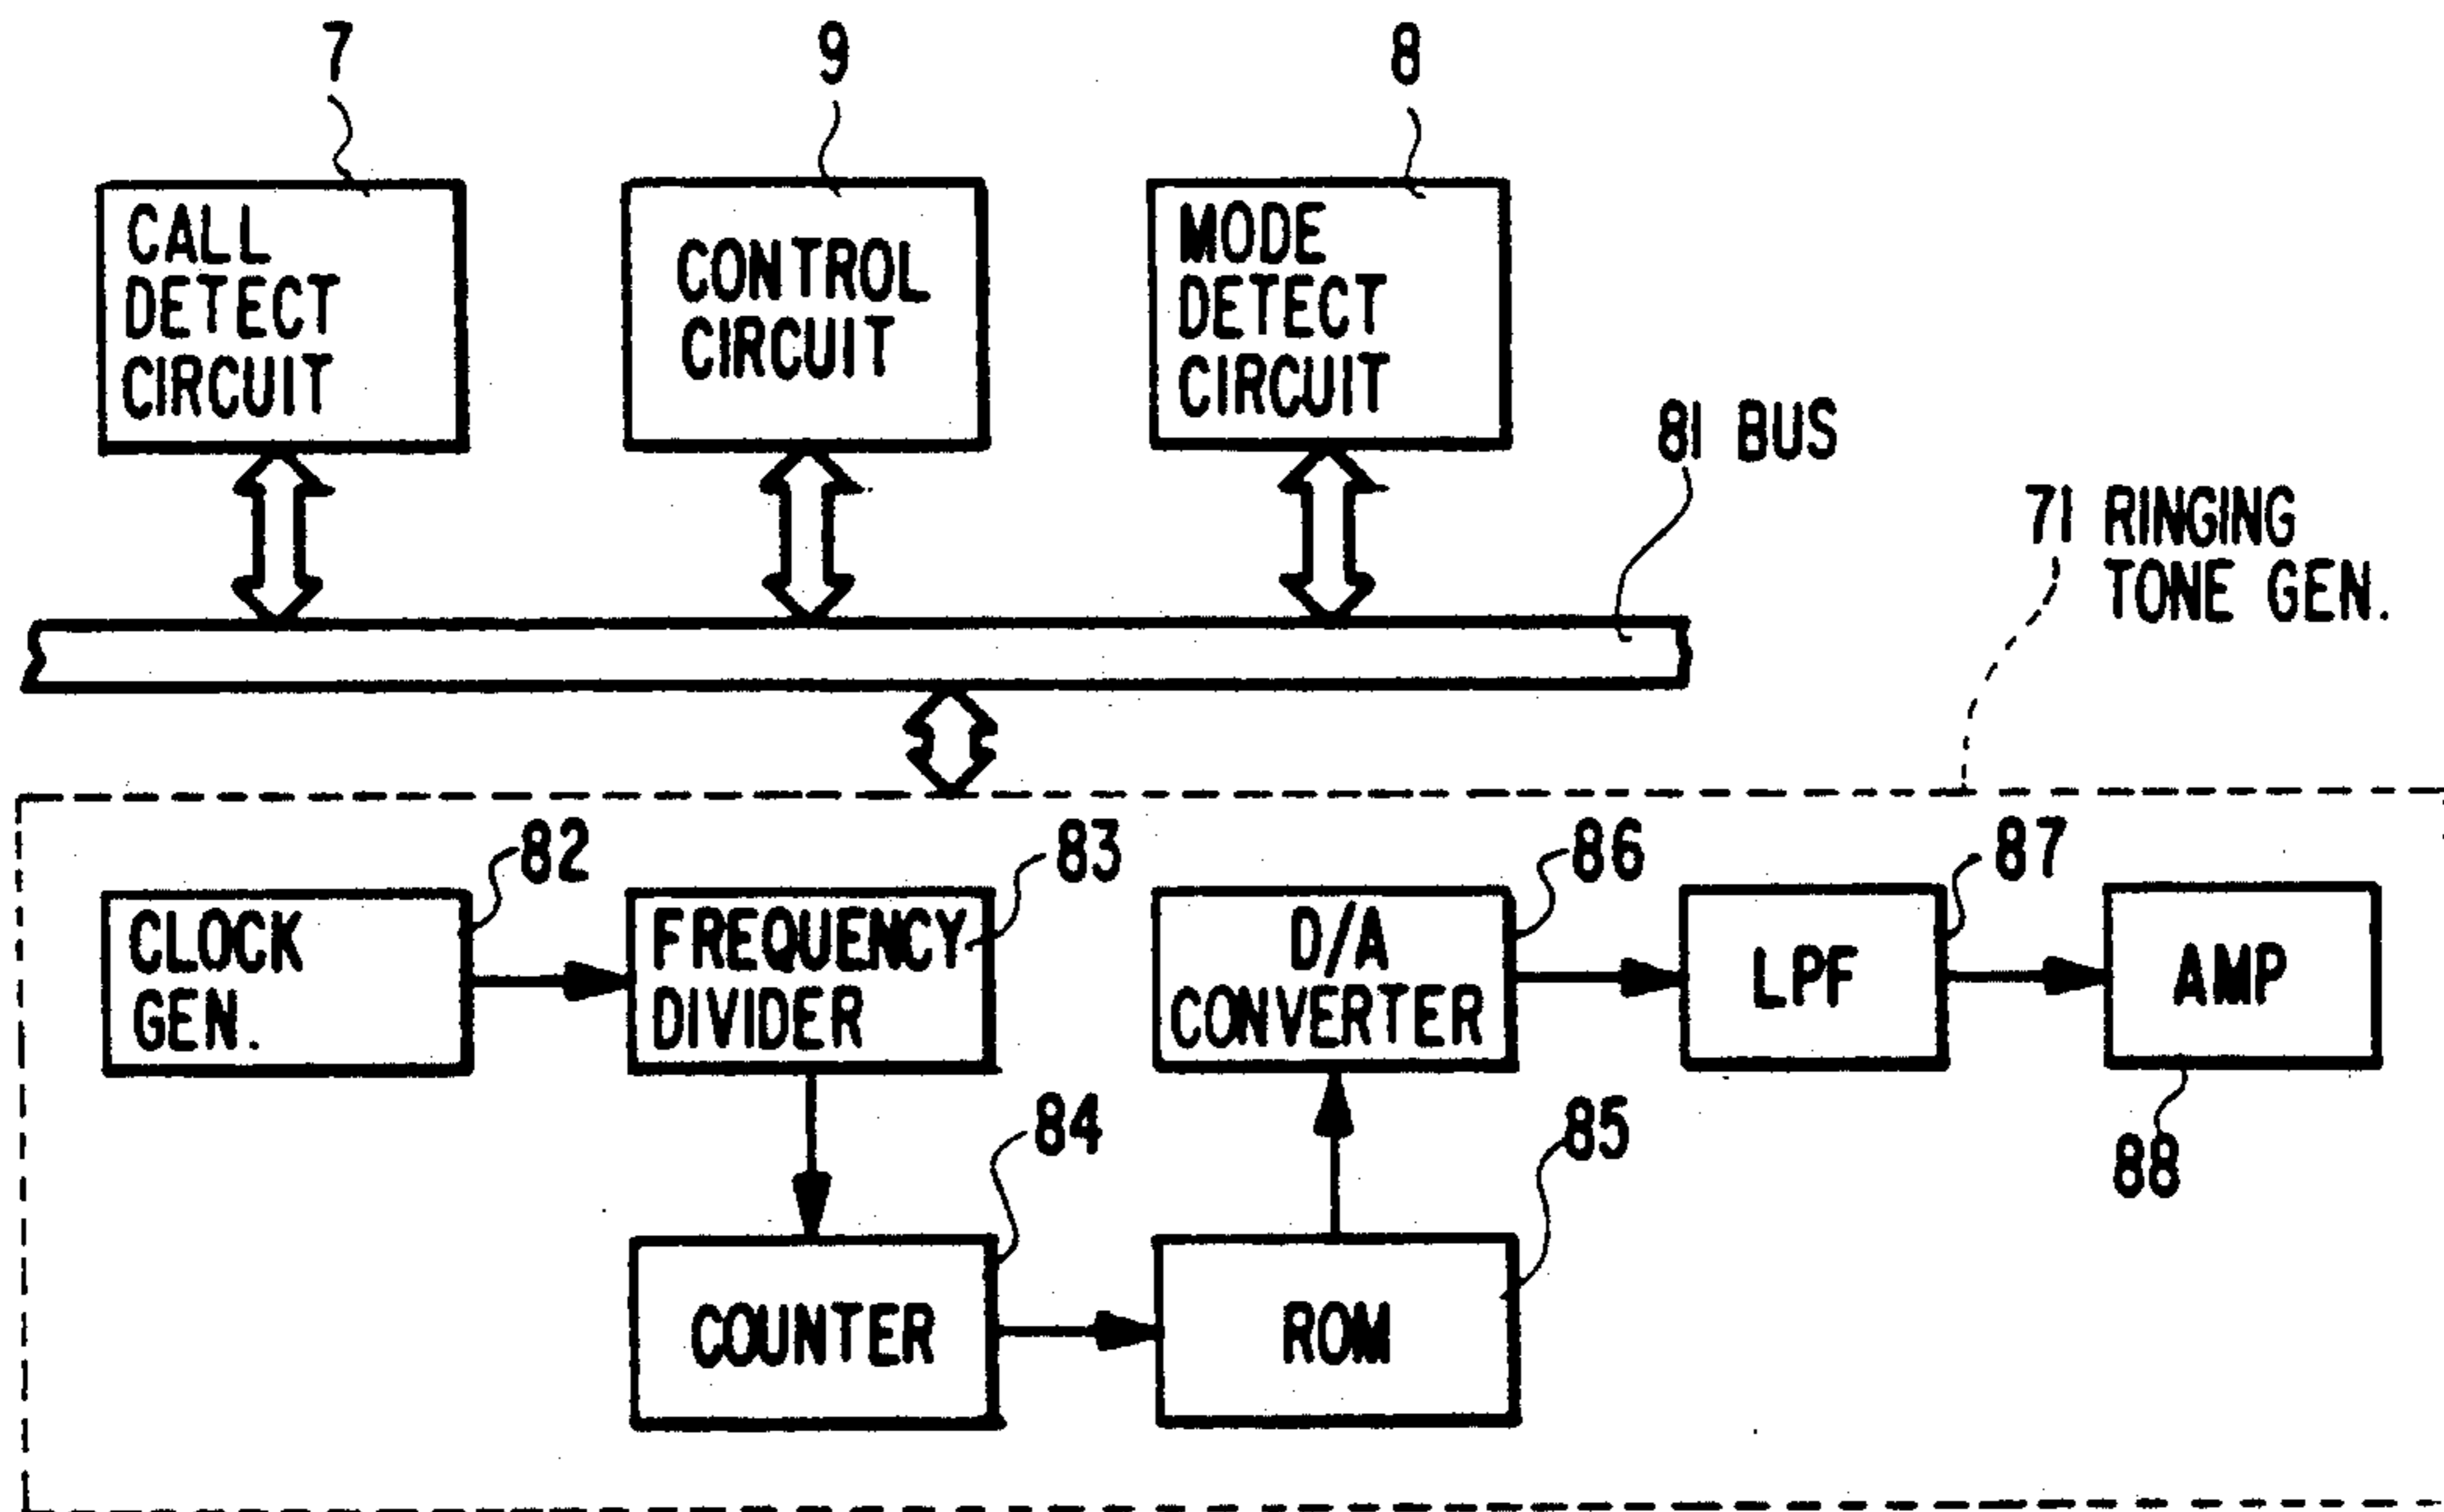 7
9
8
CALL
DETECT
CIRCUIT
CONTROL
CIRCUIT
MODE
DETECT
CIRCUIT
81 BUS
71 RINGING
TONE GEN.
82
83
86
87
CLOCK
GEN.
FREQUENCY
DIVIDER
D/A
CONVERTER
LPF
AMP
84
85
88
COUNTER
ROM